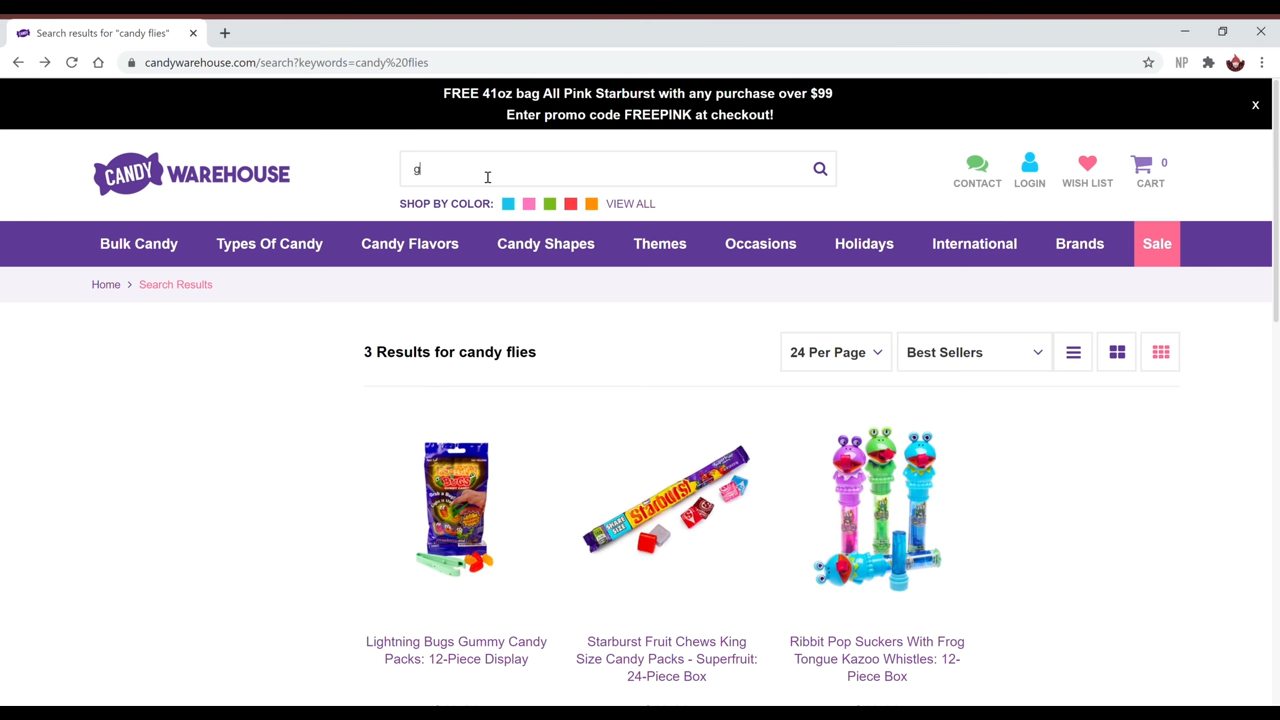 Search results for "candy flies"
candywarehouse.com/search?keywords=candy%20flies
NP
FREE 41oz bag All Pink Starburst with any purchase over $99
Enter promo code FREEPINK at checkout!
x
CANDY WAREHOUSE
g
CONTACT
LOGIN
WISH LIST
0
CART
SHOP BY COLOR:
VIEW ALL
Bulk Candy
Types Of Candy
Candy Flavors
Candy Shapes
Themes
Occasions
Holidays
International
Brands
Sale
Home > Search Results
3 Results for candy flies
24 Per Page
Best Sellers
BUGS
Starburst
SHARE SIZE
Lightning Bugs Gummy Candy
Packs: 12-Piece Display
Starburst Fruit Chews King
Size Candy Packs - Superfruit:
24-Piece Box
Ribbit Pop Suckers With Frog
Tongue Kazoo Whistles: 12-
Piece Box